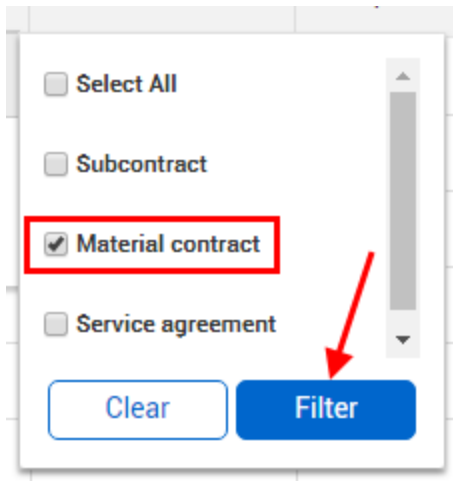 Select All
Subcontract
Material contract
Service agreement
Clear Filter